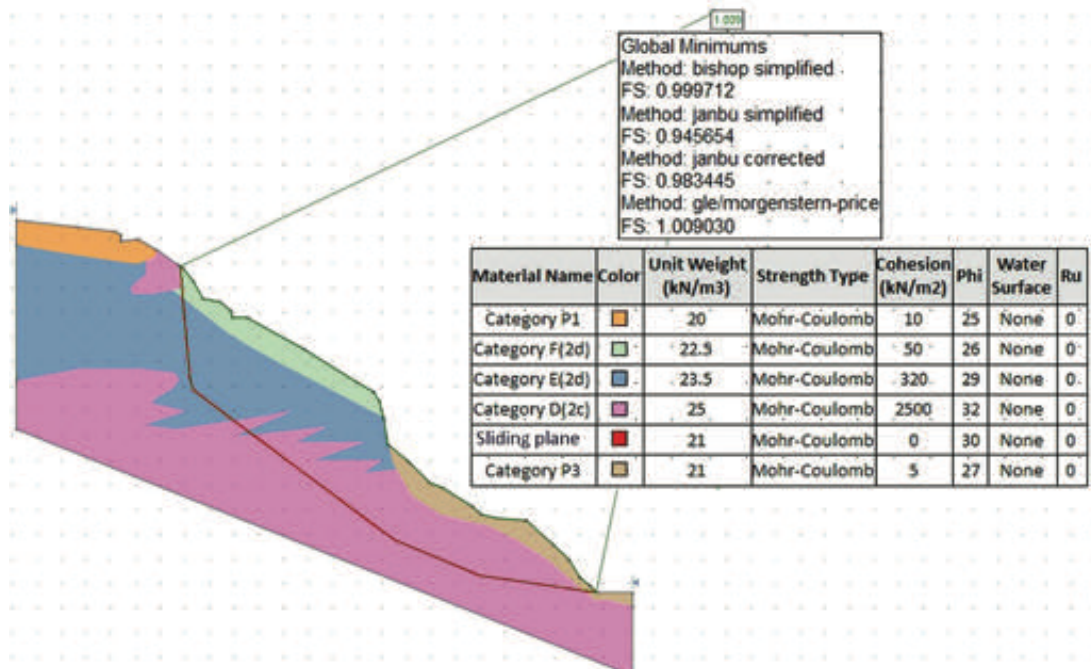 1.009
Global Minimums
Method: bishop simplified
FS: 0.999712
Method: janbu simplified
FS: 0.945654
Method: janbu corrected
FS: 0.983445
Method: gle/morgenstern-price
FS: 1.009030
Material Name Color Unit Weight (kN/m3) Strength Type Cohesion (kN/m2) Phi Water Surface Ru
Category P1 20 Mohr-Coulomb 10 25 None 0
Category F(2d) 22.5 Mohr-Coulomb 50 26 None 0
Category E(2d) 23.5 Mohr-Coulomb 320 29 None 0
Category D(2c) 25 Mohr-Coulomb 2500 32 None 0
Sliding plane 21 Mohr-Coulomb 0 30 None 0
Category P3 21 Mohr-Coulomb 5 27 None 0